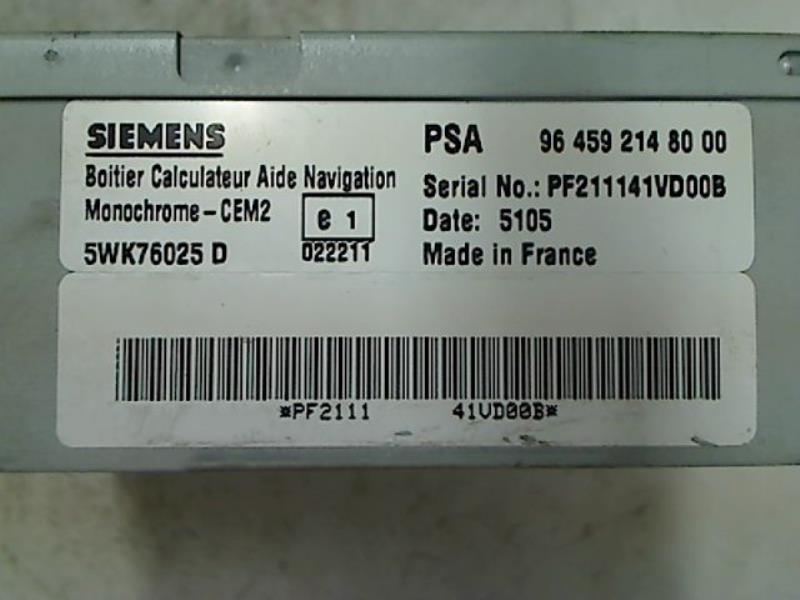 SIEMENS
PSA 96 459 214 80 00
Boitier Calculateur Aide Navigation
Serial No.: PF211141VD00B
Monochrome-CEM2
e 1
Date: 5105
5WK76025 D
022211
Made in France
*PF2111 41VD00B*